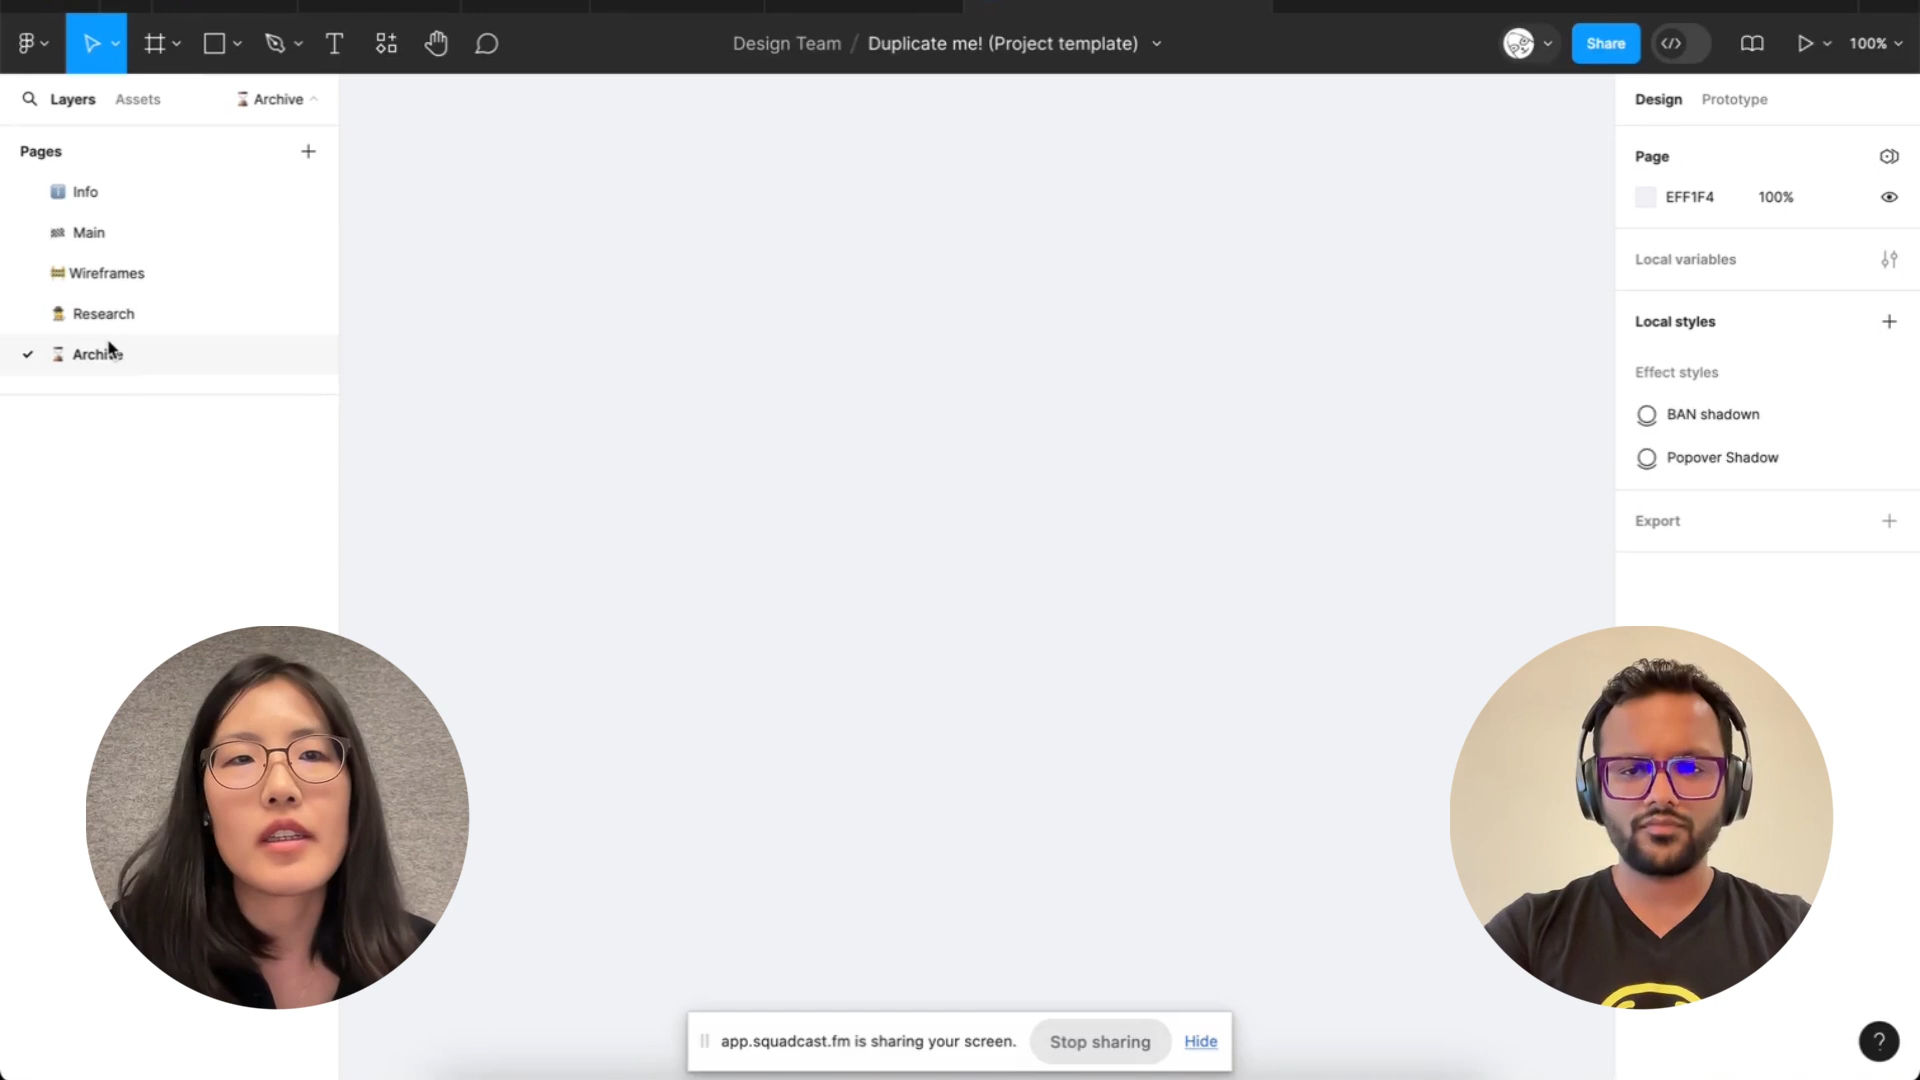 Design Team / Duplicate me! (Project template)
Share
100%
Layers
Assets
Archive
Pages
Info
Main
Wireframes
Research
Archive
Design
Prototype
Page
EFF1F4
100%
Local variables
Local styles
Effect styles
BAN shadown
Popover Shadow
Export
app.squadcast.fm is sharing your screen.
Stop sharing
Hide
?